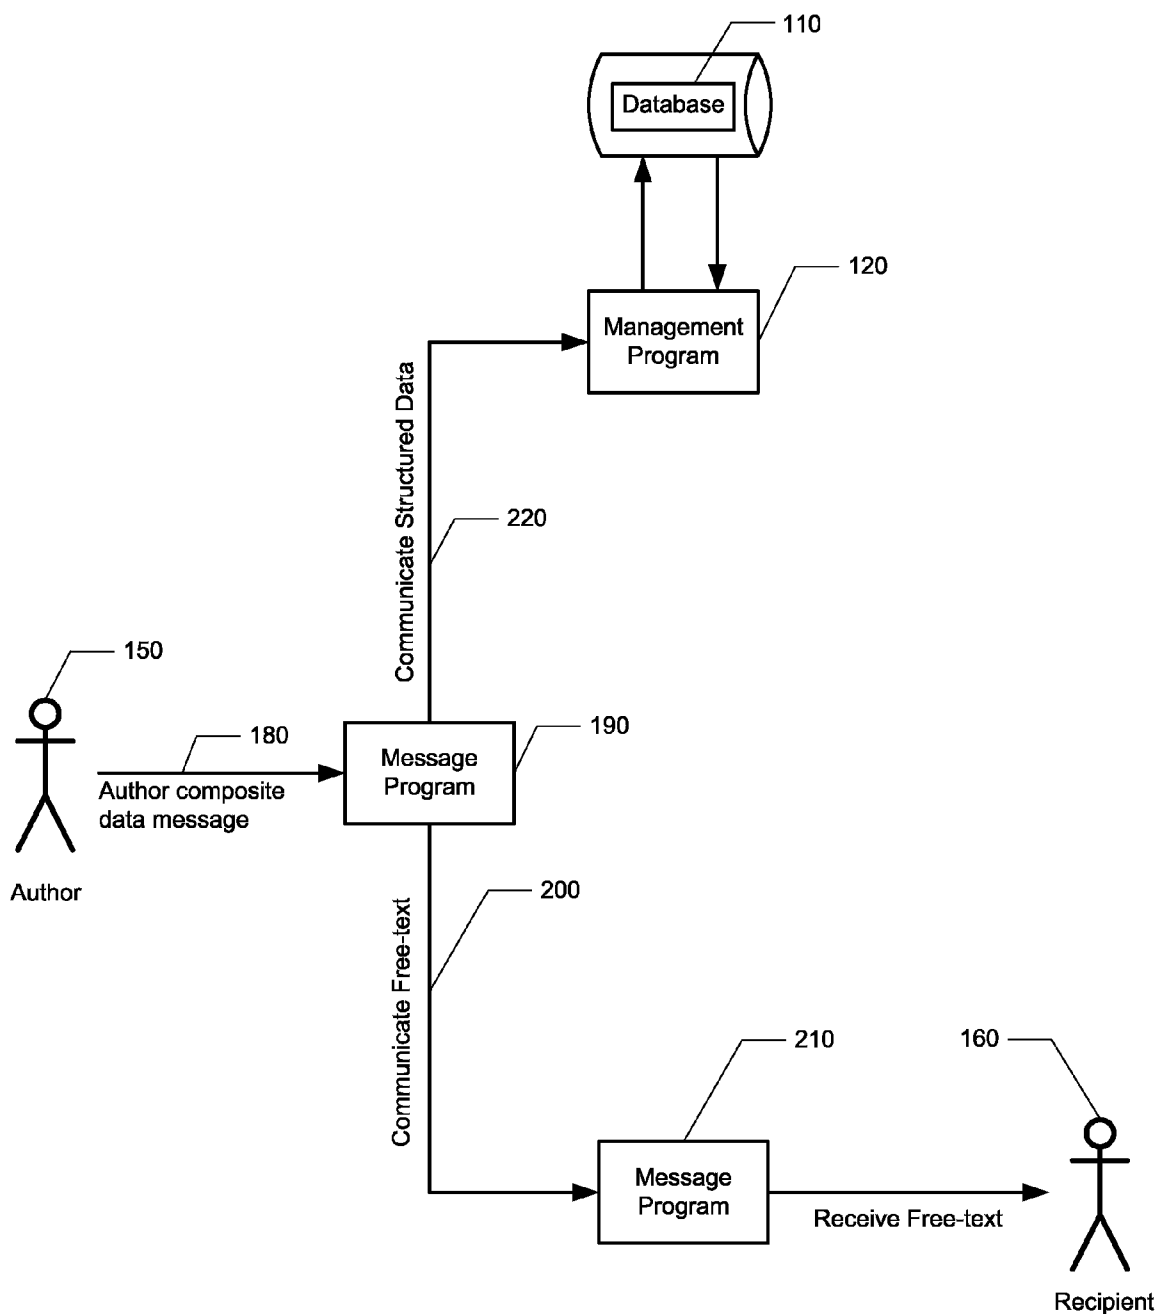 110
Database
120
Management
Program
Communicate Structured Data
220
150
180
190
Message
Program
Author composite
data message
Author
200
Communicate Free-text
210
160
Message
Program
Receive Free-text
Recipient